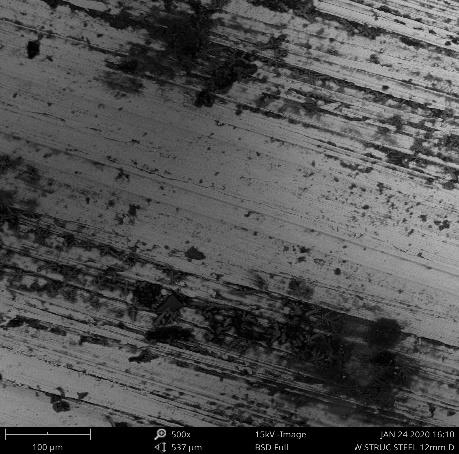 500x 15kV -Image JAN 24 2020 16:10
100 µm 537 µm BSD Full W STRUC STEEL 12mm D